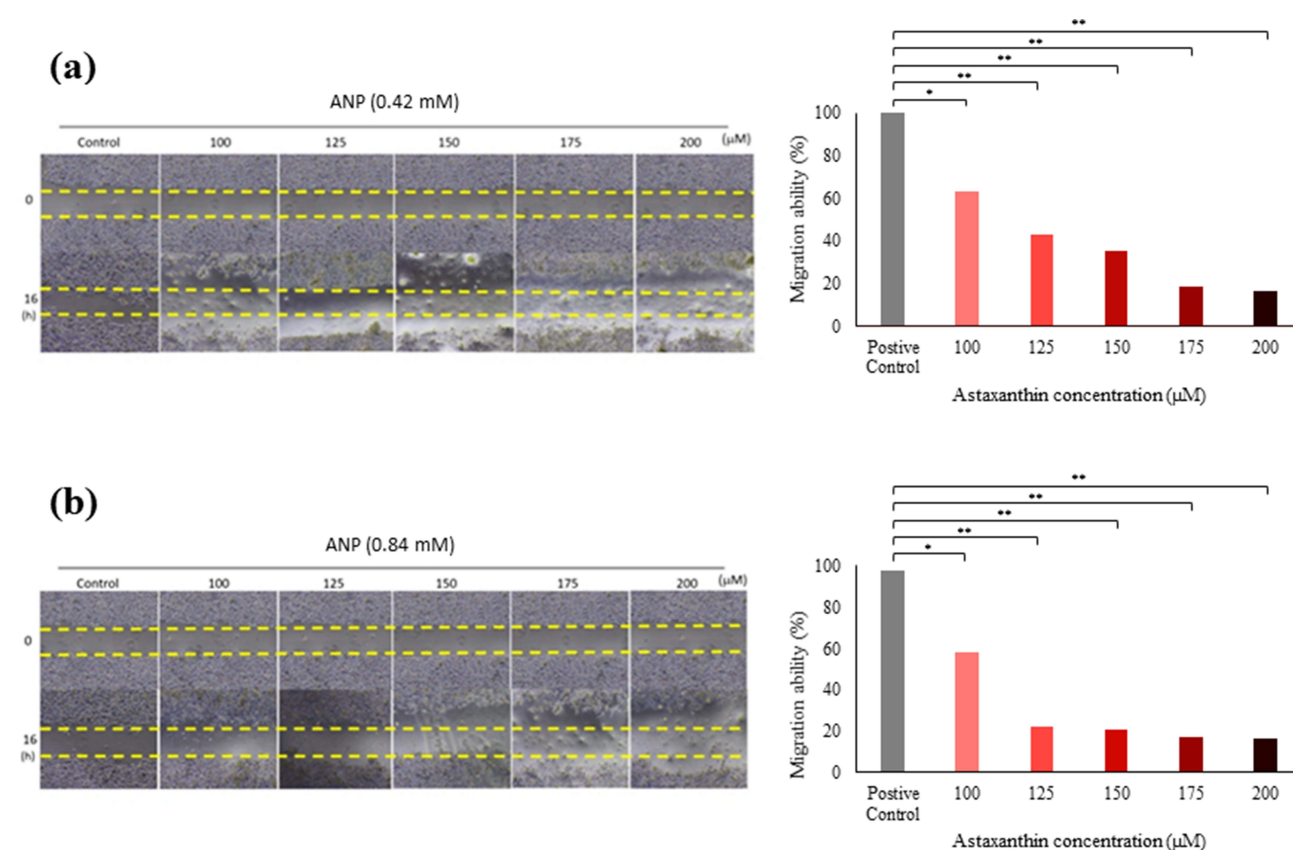 (a)
ANP (0.42 mM)
Control 100 125 150 175 200 (μM)
0
16
(h)
** 
**
**
**
*
Migration ability (%)
100
80
60
40
20
0
Postive Control 100 125 150 175 200
Astaxanthin concentration (μM)
(b)
ANP (0.84 mM)
Control 100 125 150 175 200 (μM)
0
16
(h)
**
**
**
**
*
Migration ability (%)
100
80
60
40
20
0
Postive Control 100 125 150 175 200
Astaxanthin concentration (μM)